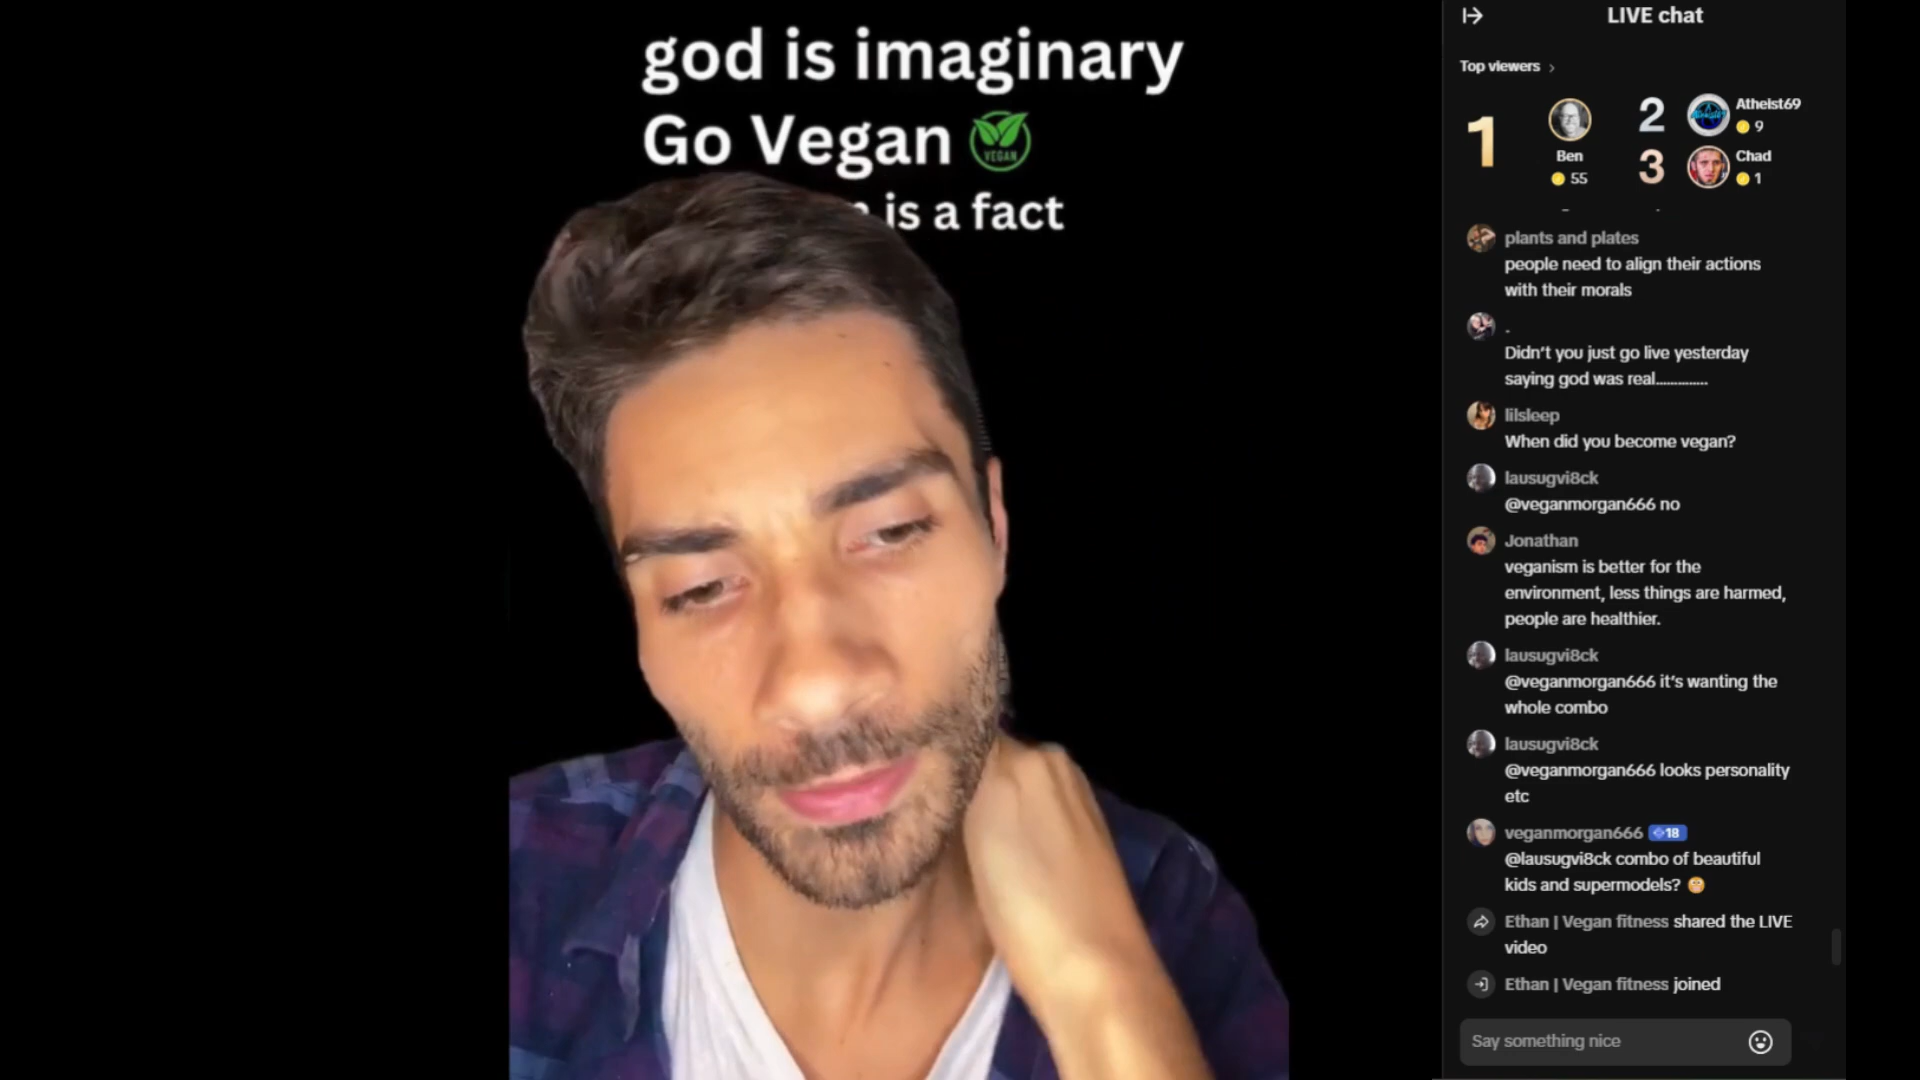 god is imaginary
Go Vegan
VEGAN
is a fact
LIVE chat
Top viewers
1
Ben
55
2
Atheist69
9
3
Chad
1
plants and plates
people need to align their actions
with their morals
.
Didn't you just go live yesterday
saying god was real..............
lilsleep
When did you become vegan?
lausugvi8ck
@veganmorgan666 no
Jonathan
veganism is better for the
environment, less things are harmed,
people are healthier.
lausugvi8ck
@veganmorgan666 it's wanting the
whole combo
lausugvi8ck
@veganmorgan666 looks personality
etc
veganmorgan666 18
@lausugvi8ck combo of beautiful
kids and supermodels?
Ethan | Vegan fitness shared the LIVE
video
Ethan | Vegan fitness joined
Say something nice